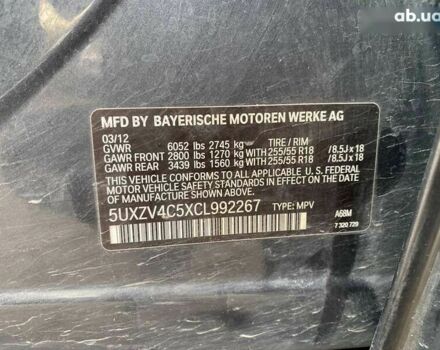 ab.ua
MFD BY BAYERISCHE MOTOREN WERKE AG
03/12
GVWR 6052 lbs 2745 kg TIRE / RIM
GAWR FRONT 2800 lbs 1270 kg WITH 255/55 R18 /8.5J x 18
GAWR REAR 3439 lbs 1560 kg WITH 255/55 R18 /8.5J x 18
THIS VEHICLE CONFORMS TO ALL APPLICABLE U.S. FEDERAL
MOTOR VEHICLE SAFETY STANDARDS IN EFFECT ON THE DATE OF
MANUFACTURE SHOWN ABOVE.
5UXZV4C5XCL992267 TYPE: MPV
A68M
7 320 729